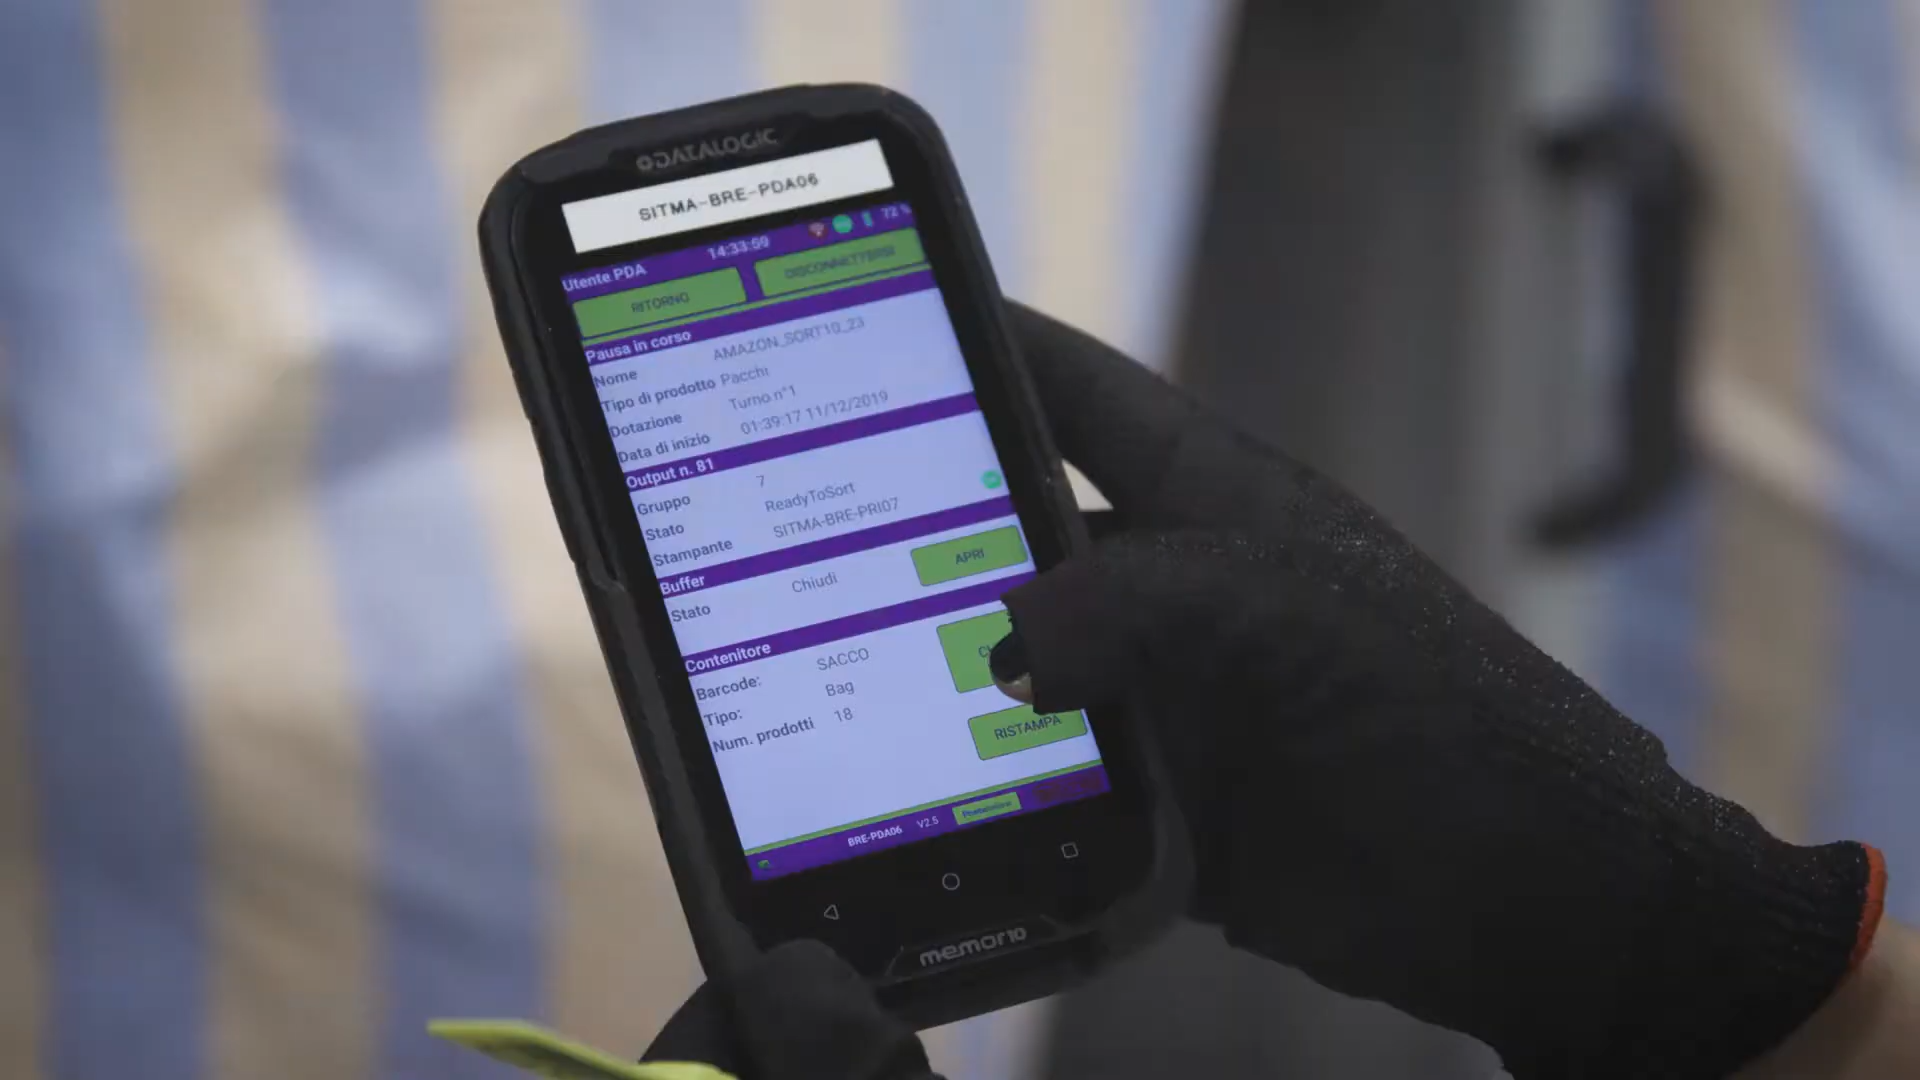 DATALOGIC
SITMA-BRE-PDA06
Utente PDA 14:33:50 72 %
RITORNO DISCONNETTERSI
Pausa in corso
Nome AMAZON_SORT10_23
Tipo di prodotto Pacchi
Dotazione Turno n°1
Data di inizio 01:39:17 11/12/2019
Output n. 81
Gruppo 7
Stato ReadyToSort
Stampante SITMA-BRE-PRI07
Buffer
Stato Chiudi APRI
Contenitore
Barcode: SACCO
Tipo: Bag
Num. prodotti 18 RISTAMPA
BRE-PDA06 V2.5
memor10